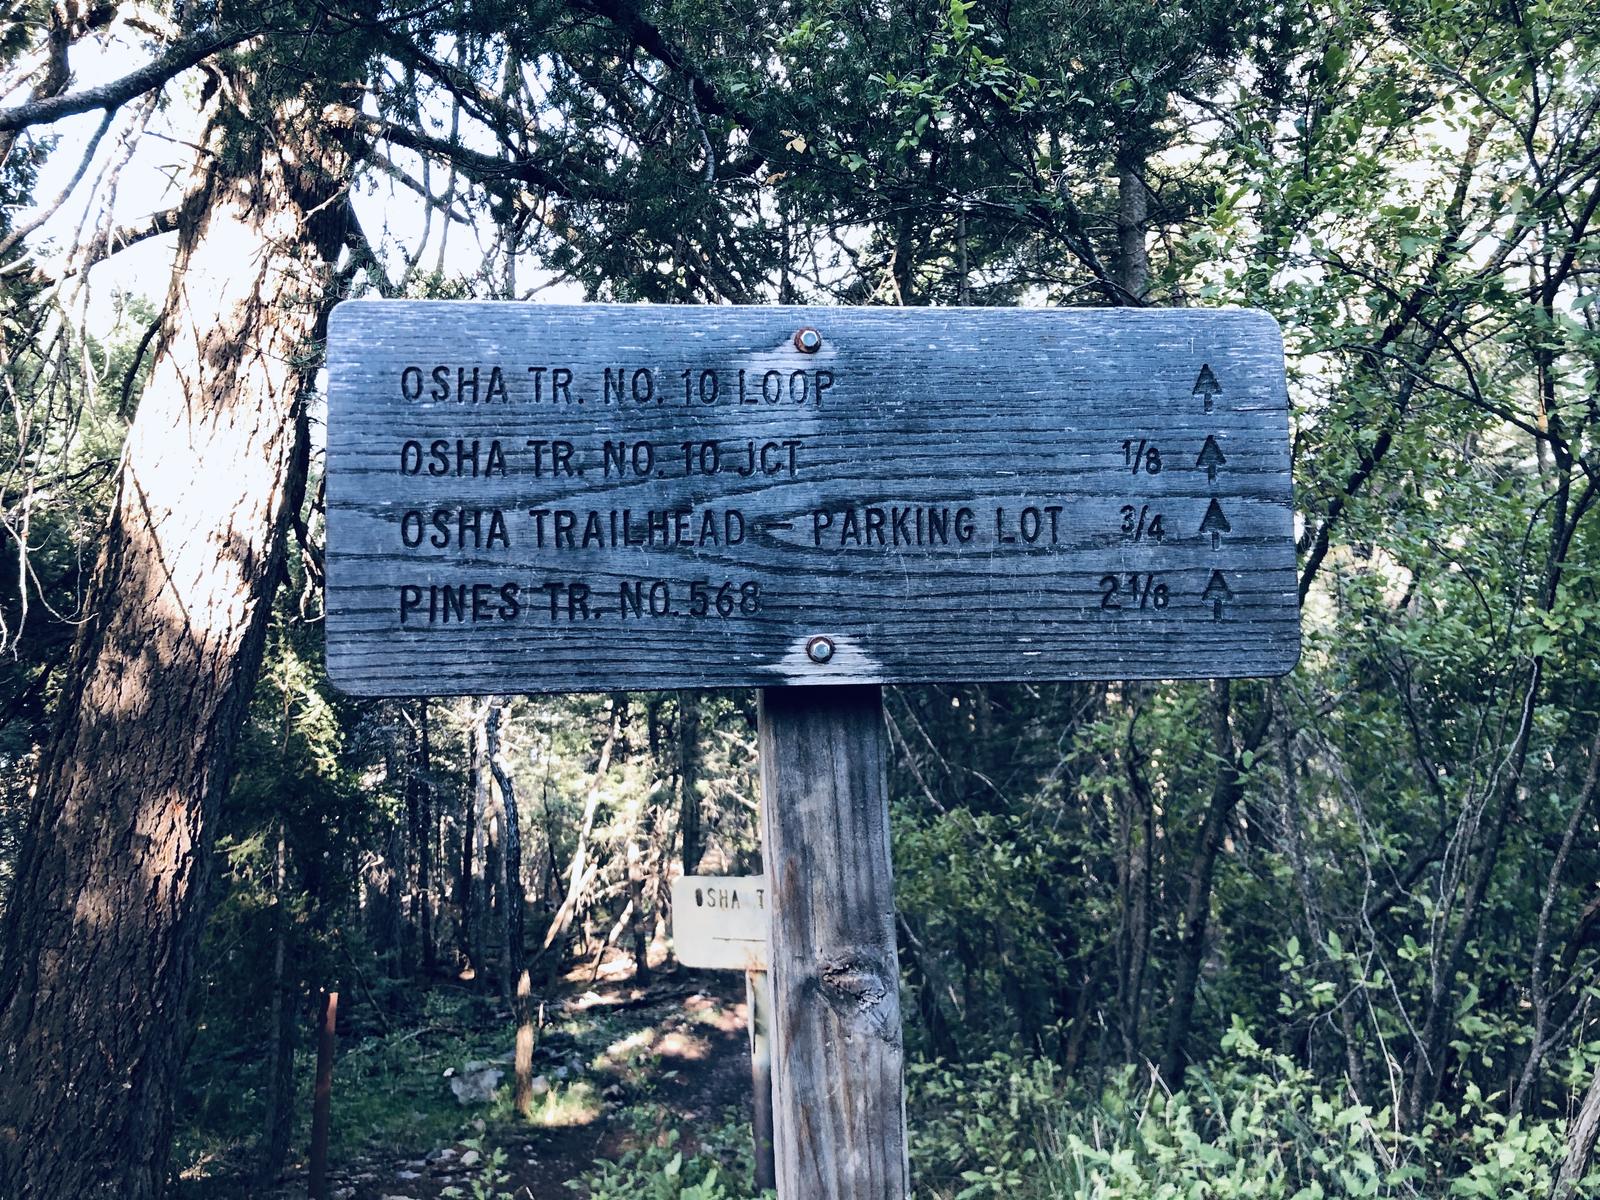 OSHA TR. NO. 10 LOOP
OSHA TR. NO. 10 JCT 1/8
OSHA TRAILHEAD — PARKING LOT 3/4
PINES TR. NO. 568 2 1/8
OSHA T